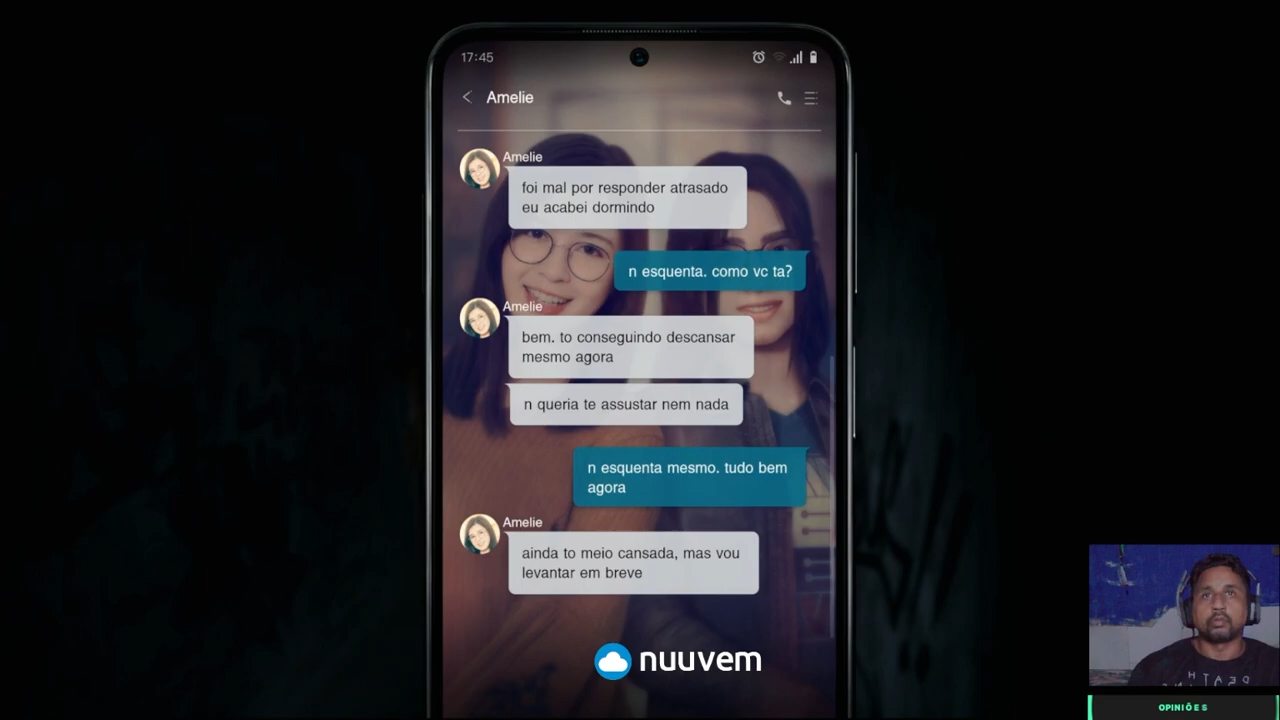 17:45
Amelie
Amelie
foi mal por responder atrasado
eu acabei dormindo
n esquenta. como vc ta?
Amelie
bem. to conseguindo descansar
mesmo agora
n queria te assustar nem nada
n esquenta mesmo. tudo bem
agora
Amelie
ainda to meio cansada, mas vou
levantar em breve
nuuvem
OPINIÕES